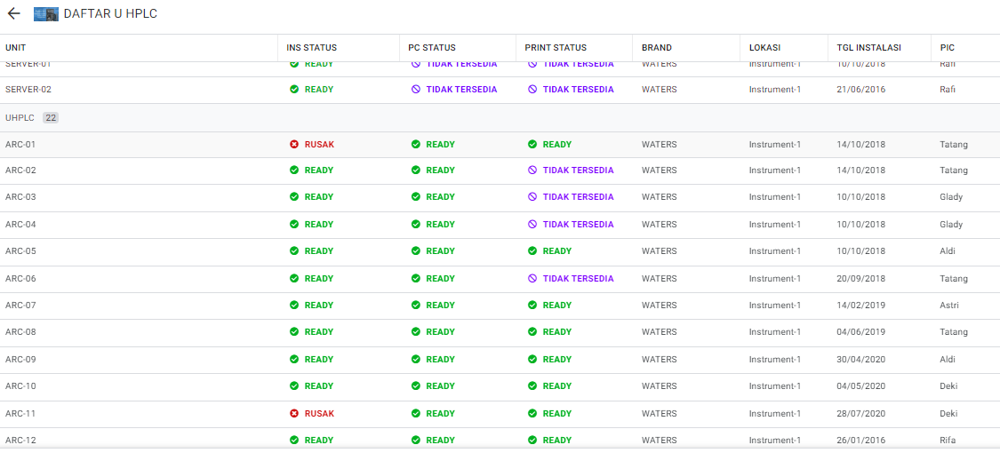 DAFTAR U HPLC
UNIT INS STATUS PC STATUS PRINT STATUS BRAND LOKASI TGL INSTALASI PIC
SERVER-01 READY TIDAK TERSEDIA TIDAK TERSEDIA WATERS Instrument-1 10/10/2018 Rafi
SERVER-02 READY TIDAK TERSEDIA TIDAK TERSEDIA WATERS Instrument-1 21/06/2016 Rafi
UHPLC 22
ARC-01 RUSAK READY READY WATERS Instrument-1 14/10/2018 Tatang
ARC-02 READY READY TIDAK TERSEDIA WATERS Instrument-1 14/10/2018 Tatang
ARC-03 READY READY TIDAK TERSEDIA WATERS Instrument-1 10/10/2018 Glady
ARC-04 READY READY TIDAK TERSEDIA WATERS Instrument-1 10/10/2018 Glady
ARC-05 READY READY READY WATERS Instrument-1 10/10/2018 Aldi
ARC-06 READY READY TIDAK TERSEDIA WATERS Instrument-1 20/09/2018 Tatang
ARC-07 READY READY READY WATERS Instrument-1 14/02/2019 Astri
ARC-08 READY READY READY WATERS Instrument-1 04/06/2019 Tatang
ARC-09 READY READY READY WATERS Instrument-1 30/04/2020 Aldi
ARC-10 READY READY READY WATERS Instrument-1 04/05/2020 Deki
ARC-11 RUSAK READY READY WATERS Instrument-1 28/07/2020 Deki
ARC-12 READY READY READY WATERS Instrument-1 26/01/2016 Rifa